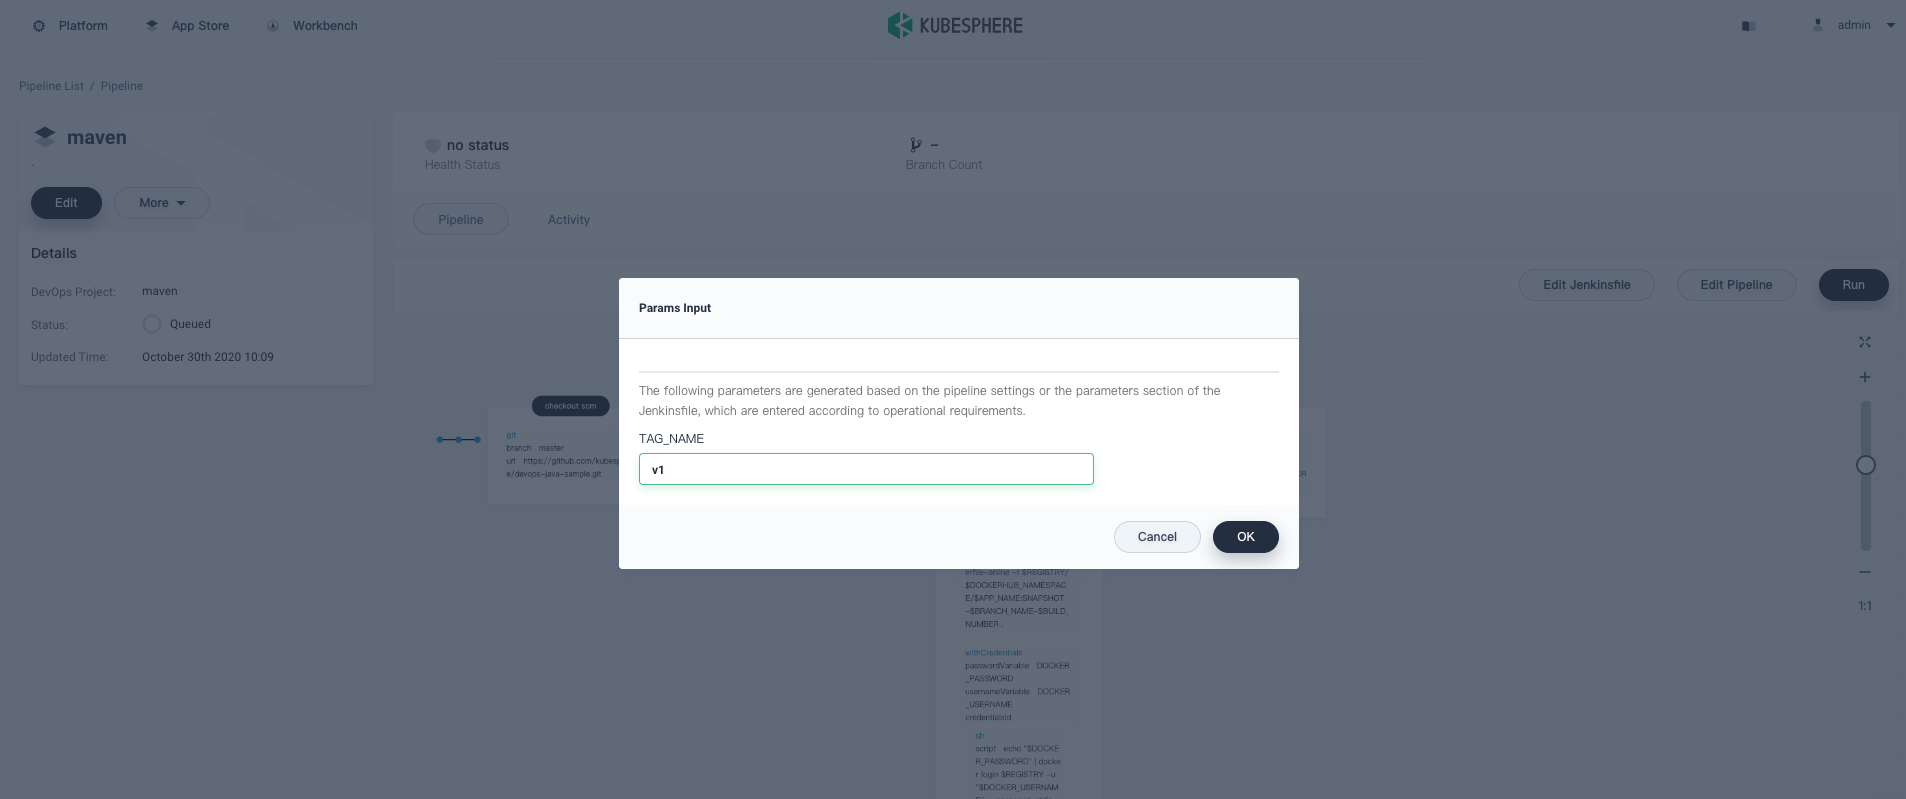 Platform
App Store
Workbench
KUBESPHERE
admin
Pipeline List / Pipeline
maven
-
Edit
More
Details
DevOps Project: maven
Status: Queued
Updated Time: October 30th 2020 10:09
no status
Health Status
–
Branch Count
Pipeline
Activity
Edit Jenkinsfile
Edit Pipeline
Run
checkout scm
git
branch master
url https://github.com/kubesp
e/devops-java-sample.git
Params Input
The following parameters are generated based on the pipeline settings or the parameters section of the
Jenkinsfile, which are entered according to operational requirements.
TAG_NAME
v1
Cancel
OK
ER
1:1
erfile-online -t $REGISTRY/
$DOCKERHUB_NAMESPAC
E/$APP_NAME:SNAPSHOT
-$BRANCH_NAME-$BUILD_
NUMBER .
withCredentials
passwordVariable DOCKER
_PASSWORD
usernameVariable DOCKER
_USERNAME
credentialsId
sh
script echo "$DOCKE
R_PASSWORD" | docke
r login $REGISTRY -u
"$DOCKER_USERNAM